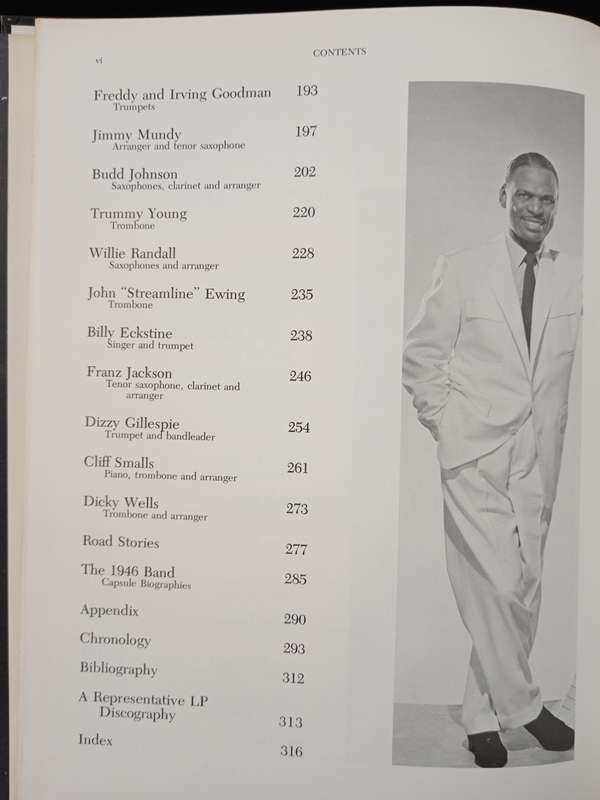 vi
CONTENTS
Freddy and Irving Goodman 193
Trumpets
Jimmy Mundy 197
Arranger and tenor saxophone
Budd Johnson 202
Saxophones, clarinet and arranger
Trummy Young 220
Trombone
Willie Randall 228
Saxophones and arranger
John "Streamline" Ewing 235
Trombone
Billy Eckstine 238
Singer and trumpet
Franz Jackson 246
Tenor saxophone, clarinet and
arranger
Dizzy Gillespie 254
Trumpet and bandleader
Cliff Smalls 261
Piano, trombone and arranger
Dicky Wells 273
Trombone and arranger
Road Stories 277
The 1946 Band 285
Capsule Biographies
Appendix 290
Chronology 293
Bibliography 312
A Representative LP
Discography 313
Index 316